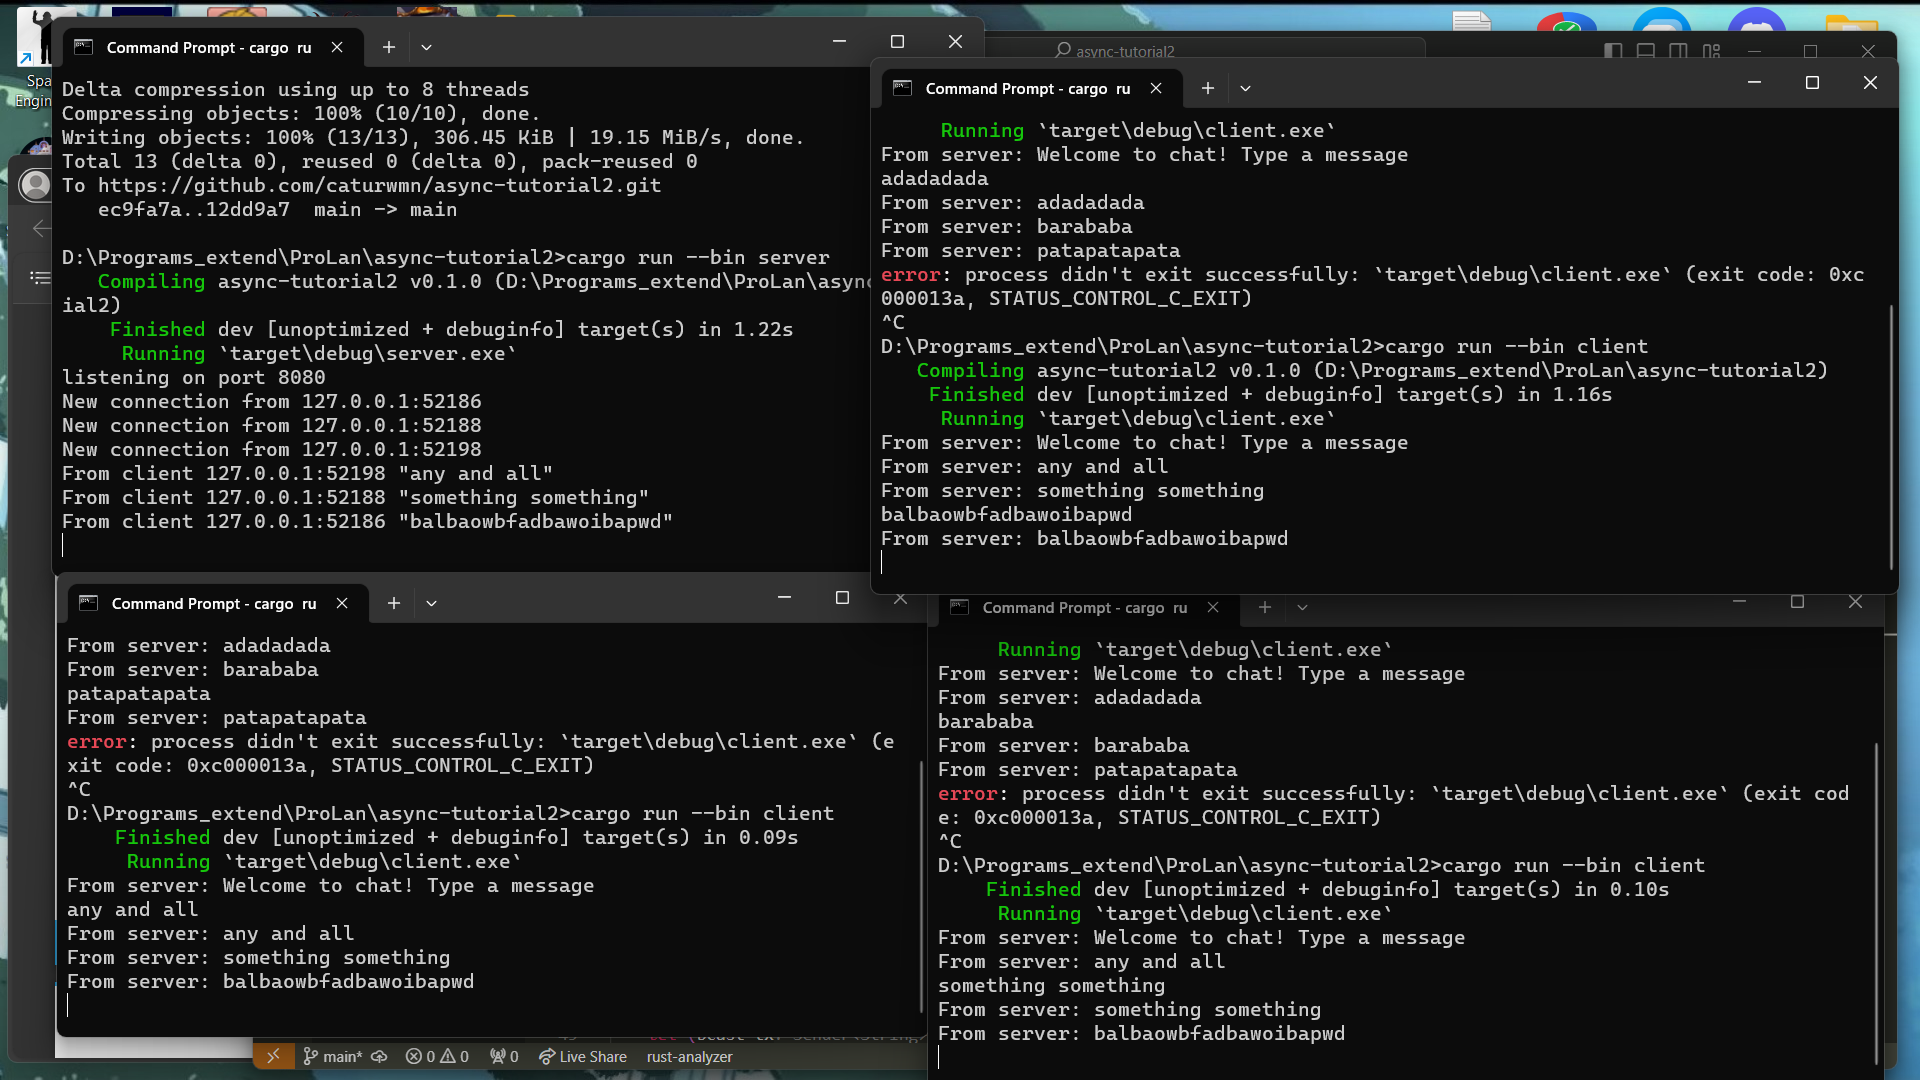 Spa
Engin
Command Prompt - cargo  ru
Delta compression using up to 8 threads
Compressing objects: 100% (10/10), done.
Writing objects: 100% (13/13), 306.45 KiB | 19.15 MiB/s, done.
Total 13 (delta 0), reused 0 (delta 0), pack-reused 0
To https://github.com/caturwmn/async-tutorial2.git
   ec9fa7a..12dd9a7  main -> main
D:\Programs_extend\ProLan\async-tutorial2>cargo run --bin server
   Compiling async-tutorial2 v0.1.0 (D:\Programs_extend\ProLan\async
ial2)
    Finished dev [unoptimized + debuginfo] target(s) in 1.22s
     Running `target\debug\server.exe`
listening on port 8080
New connection from 127.0.0.1:52186
New connection from 127.0.0.1:52188
New connection from 127.0.0.1:52198
From client 127.0.0.1:52198 "any and all"
From client 127.0.0.1:52188 "something something"
From client 127.0.0.1:52186 "balbaowbfadbawoibapwd"
async-tutorial2
Command Prompt - cargo  ru
     Running `target\debug\client.exe`
From server: Welcome to chat! Type a message
adadadada
From server: adadadada
From server: barababa
From server: patapatapata
error: process didn't exit successfully: `target\debug\client.exe` (exit code: 0xc
000013a, STATUS_CONTROL_C_EXIT)
^C
D:\Programs_extend\ProLan\async-tutorial2>cargo run --bin client
   Compiling async-tutorial2 v0.1.0 (D:\Programs_extend\ProLan\async-tutorial2)
    Finished dev [unoptimized + debuginfo] target(s) in 1.16s
     Running `target\debug\client.exe`
From server: Welcome to chat! Type a message
From server: any and all
From server: something something
balbaowbfadbawoibapwd
From server: balbaowbfadbawoibapwd
Command Prompt - cargo  ru
From server: adadadada
From server: barababa
patapatapata
From server: patapatapata
error: process didn't exit successfully: `target\debug\client.exe` (e
xit code: 0xc000013a, STATUS_CONTROL_C_EXIT)
^C
D:\Programs_extend\ProLan\async-tutorial2>cargo run --bin client
    Finished dev [unoptimized + debuginfo] target(s) in 0.09s
     Running `target\debug\client.exe`
From server: Welcome to chat! Type a message
any and all
From server: any and all
From server: something something
From server: balbaowbfadbawoibapwd
Command Prompt - cargo  ru
     Running `target\debug\client.exe`
From server: Welcome to chat! Type a message
From server: adadadada
barababa
From server: barababa
From server: patapatapata
error: process didn't exit successfully: `target\debug\client.exe` (exit cod
e: 0xc000013a, STATUS_CONTROL_C_EXIT)
^C
D:\Programs_extend\ProLan\async-tutorial2>cargo run --bin client
    Finished dev [unoptimized + debuginfo] target(s) in 0.10s
     Running `target\debug\client.exe`
From server: Welcome to chat! Type a message
From server: any and all
something something
From server: something something
From server: balbaowbfadbawoibapwd
main* 0 0 0 Live Share rust-analyzer